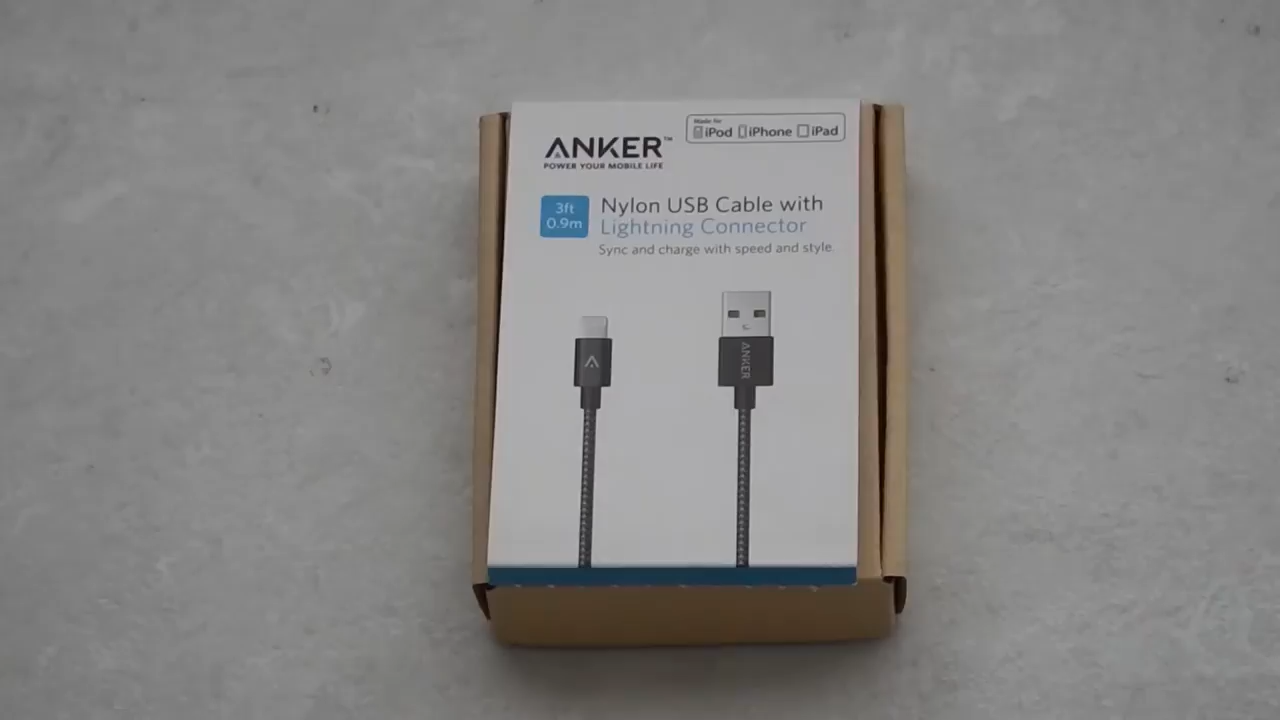 Made for
iPod iPhone iPad
ANKER™
POWER YOUR MOBILE LIFE
3ft
0.9m
Nylon USB Cable with
Lightning Connector
Sync and charge with speed and style.
ANKER